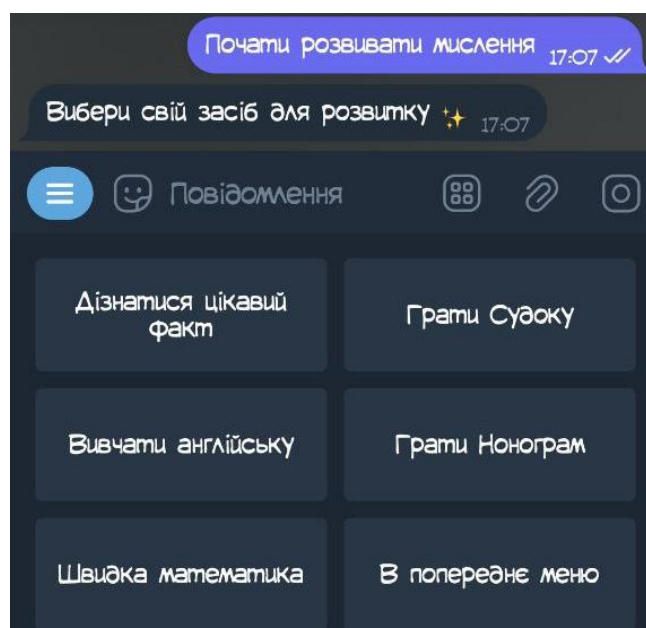 Почати розвивати мислення 17:07
Вибери свій засіб для розвитку ✨ 17:07
Повідомлення
Дізнатися цікавий
факт
Грати Судоку
Вивчати англійську
Грати Нонограм
Швидка математика
В попереднє меню